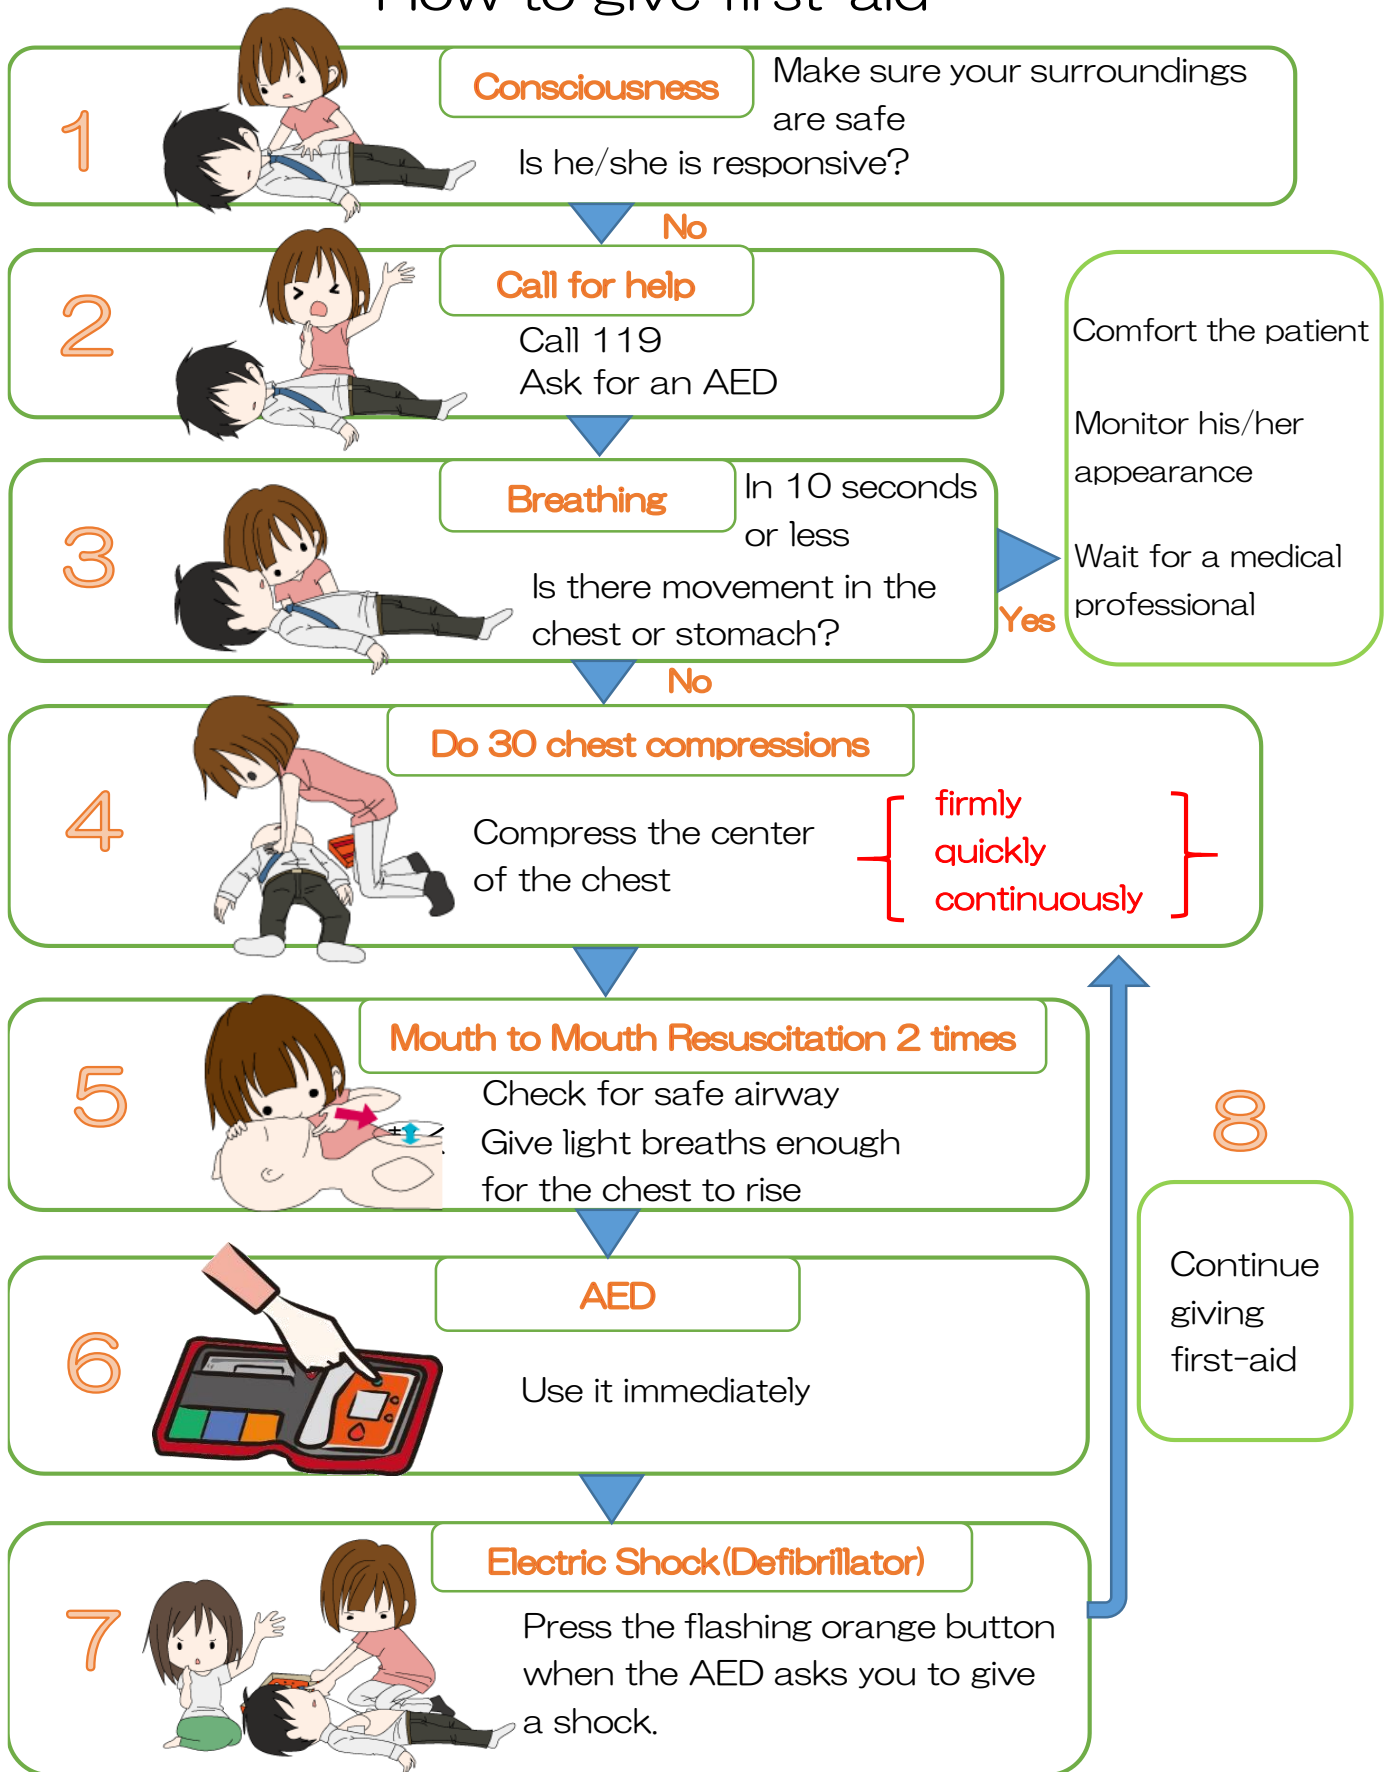 How to give first-aid
1
Consciousness
Make sure your surroundings
are safe
Is he/she is responsive?
No
2
Call for help
Call 119
Ask for an AED
3
Breathing
In 10 seconds
or less
Is there movement in the
chest or stomach?
Yes
Comfort the patient
Monitor his/her
appearance
Wait for a medical
professional
No
4
Do 30 chest compressions
Compress the center
of the chest
firmly
quickly
continuously
5
Mouth to Mouth Resuscitation 2 times
Check for safe airway
Give light breaths enough
for the chest to rise
6
AED
Use it immediately
7
Electric Shock(Defibrillator)
Press the flashing orange button
when the AED asks you to give
a shock.
8
Continue
giving
first-aid